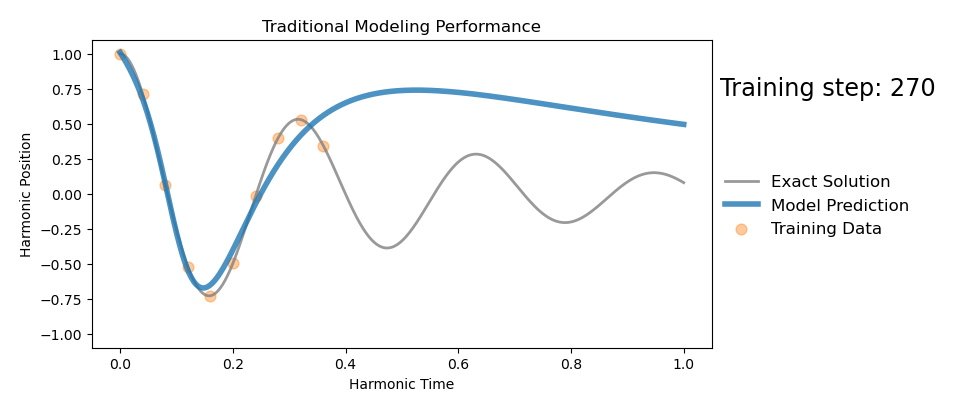 Traditional Modeling Performance
Training step: 270
Harmonic Position
1.00
0.75
0.50
0.25
0.00
−0.25
−0.50
−0.75
−1.00
0.0
0.2
0.4
0.6
0.8
1.0
Harmonic Time
Exact Solution
Model Prediction
Training Data